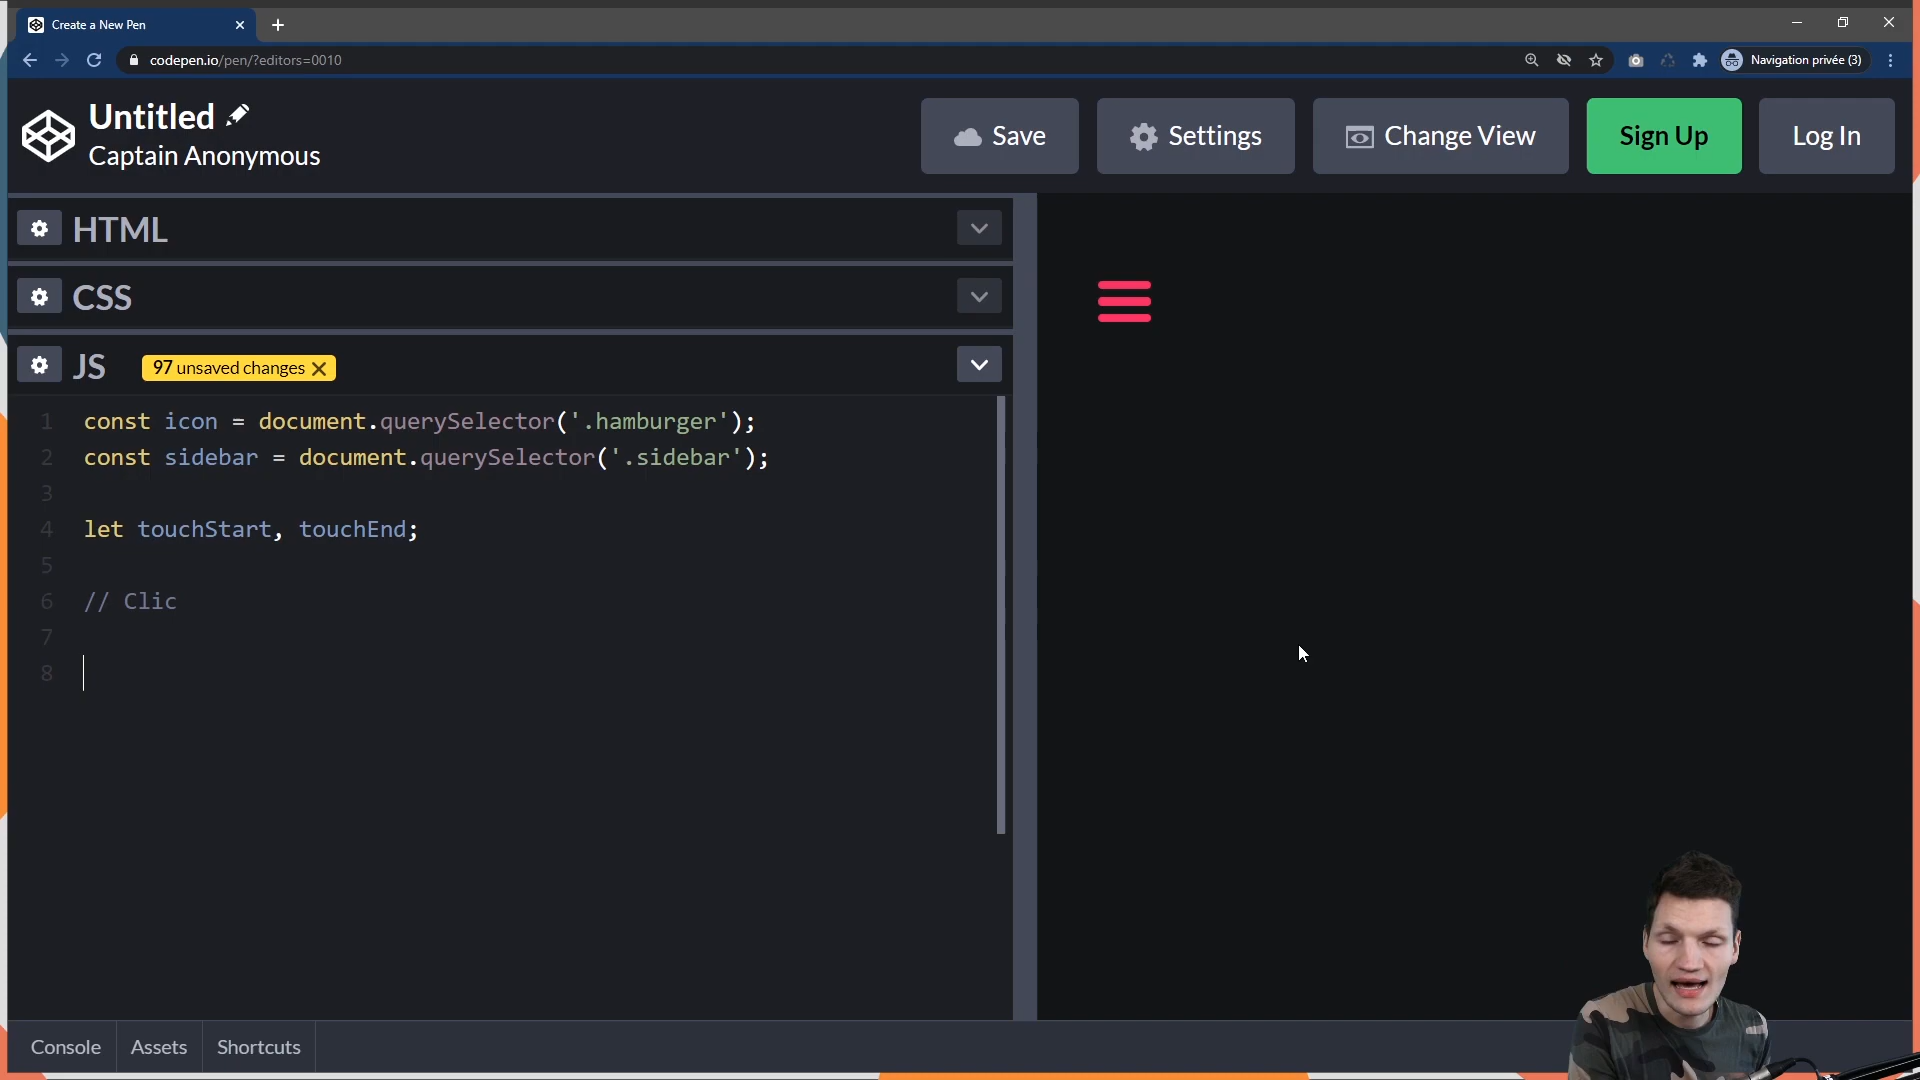 Create a New Pen
codepen.io/pen/?editors=0010
Navigation privée (3)
Untitled
Captain Anonymous
Save
Settings
Change View
Sign Up
Log In
HTML
CSS
JS
97 unsaved changes
1 const icon = document.querySelector('.hamburger');
2 const sidebar = document.querySelector('.sidebar');
3
4 let touchStart, touchEnd;
5
6 // Clic
7
8
Console
Assets
Shortcuts